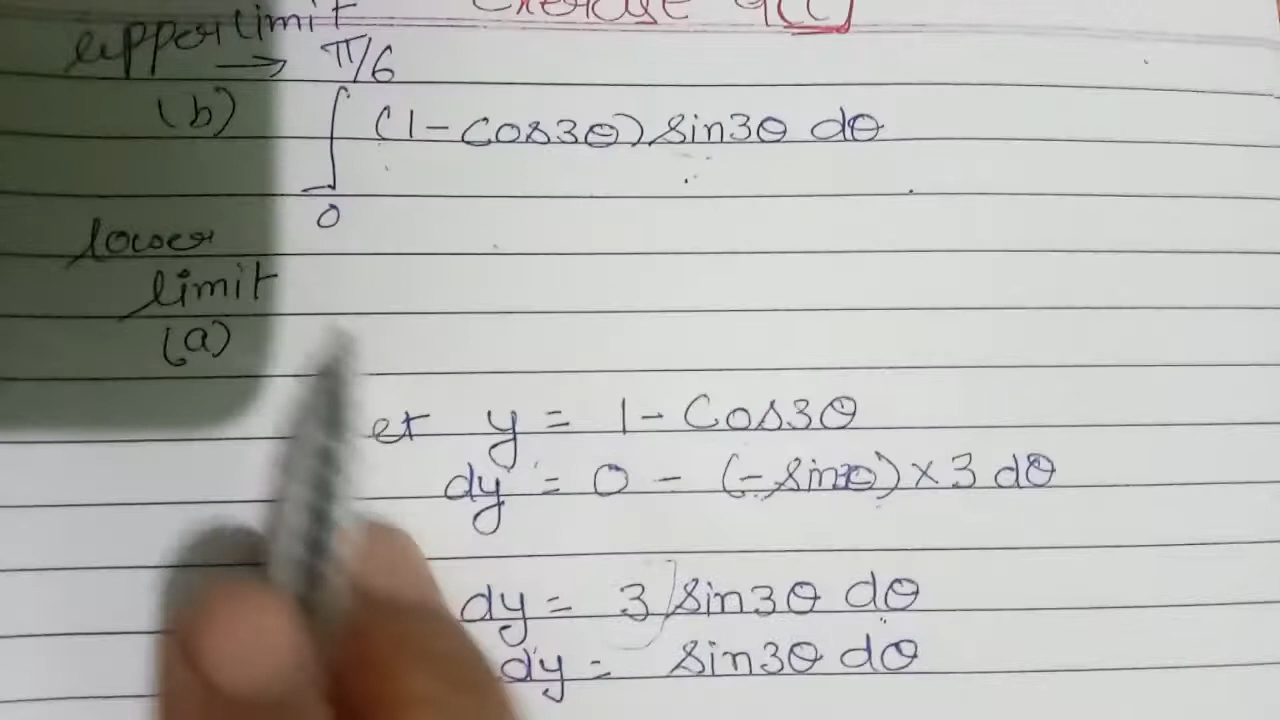 Exercise
upper limit
→ π/6
(b) ∫ (1-Cos3θ) sin3θ dθ
0
lower
limit
(a)
et y = 1 - Cos3θ
dy = 0 - (-sin3θ) × 3 dθ
dy = 3 sin3θ dθ
dy = sin3θ dθ